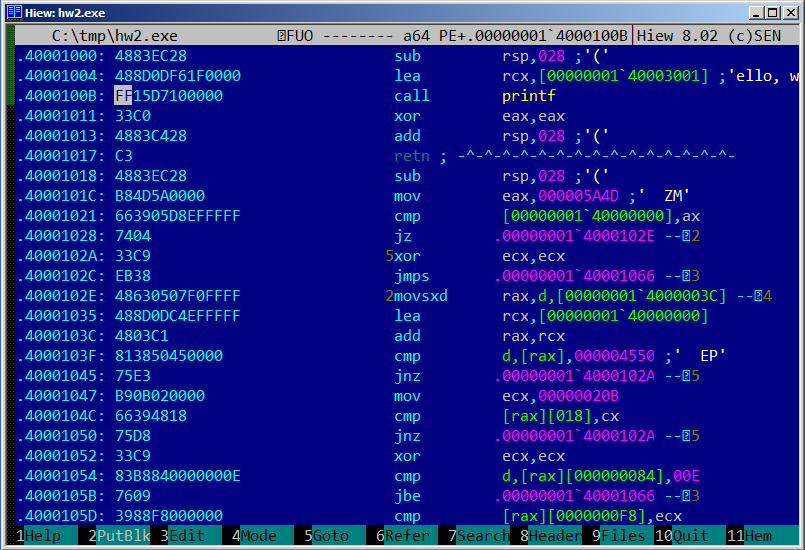 Hiew: hw2.exe
C:\tmp\hw2.exe FUO -------- a64 PE+.00000001`4000100B Hiew 8.02 (c)SEN
.40001000: 4883EC28 sub rsp,028 ;'('
.40001004: 488D0DF61F0000 lea rcx,[00000001`40003001] ;'ello, w
.4000100B: FF15D7100000 call printf
.40001011: 33C0 xor eax,eax
.40001013: 4883C428 add rsp,028 ;'('
.40001017: C3 retn ; -^-^-^-^-^-^-^-^-^-^-^-^-^-
.40001018: 4883EC28 sub rsp,028 ;'('
.4000101C: B84D5A0000 mov eax,000005A4D ;' ZM'
.40001021: 663905D8EFFFFF cmp [00000001`40000000],ax
.40001028: 7404 jz .00000001`4000102E --2
.4000102A: 33C9 5xor ecx,ecx
.4000102C: EB38 jmps .00000001`40001066 --3
.4000102E: 48630507F0FFFF 2movsxd rax,d,[00000001`4000003C] --4
.40001035: 488D0DC4EFFFFF lea rcx,[00000001`40000000]
.4000103C: 4803C1 add rax,rcx
.4000103F: 813850450000 cmp d,[rax],000004550 ;' EP'
.40001045: 75E3 jnz .00000001`4000102A --5
.40001047: B90B020000 mov ecx,00000020B
.4000104C: 66394818 cmp [rax][018],cx
.40001050: 75D8 jnz .00000001`4000102A --5
.40001052: 33C9 xor ecx,ecx
.40001054: 83B8840000000E cmp d,[rax][000000084],00E
.4000105B: 7609 jbe .00000001`40001066 --3
.4000105D: 3988F8000000 cmp [rax][0000000F8],ecx
1Help 2PutBlk 3Edit 4Mode 5Goto 6Refer 7Search 8Header 9Files 10Quit 11Hem